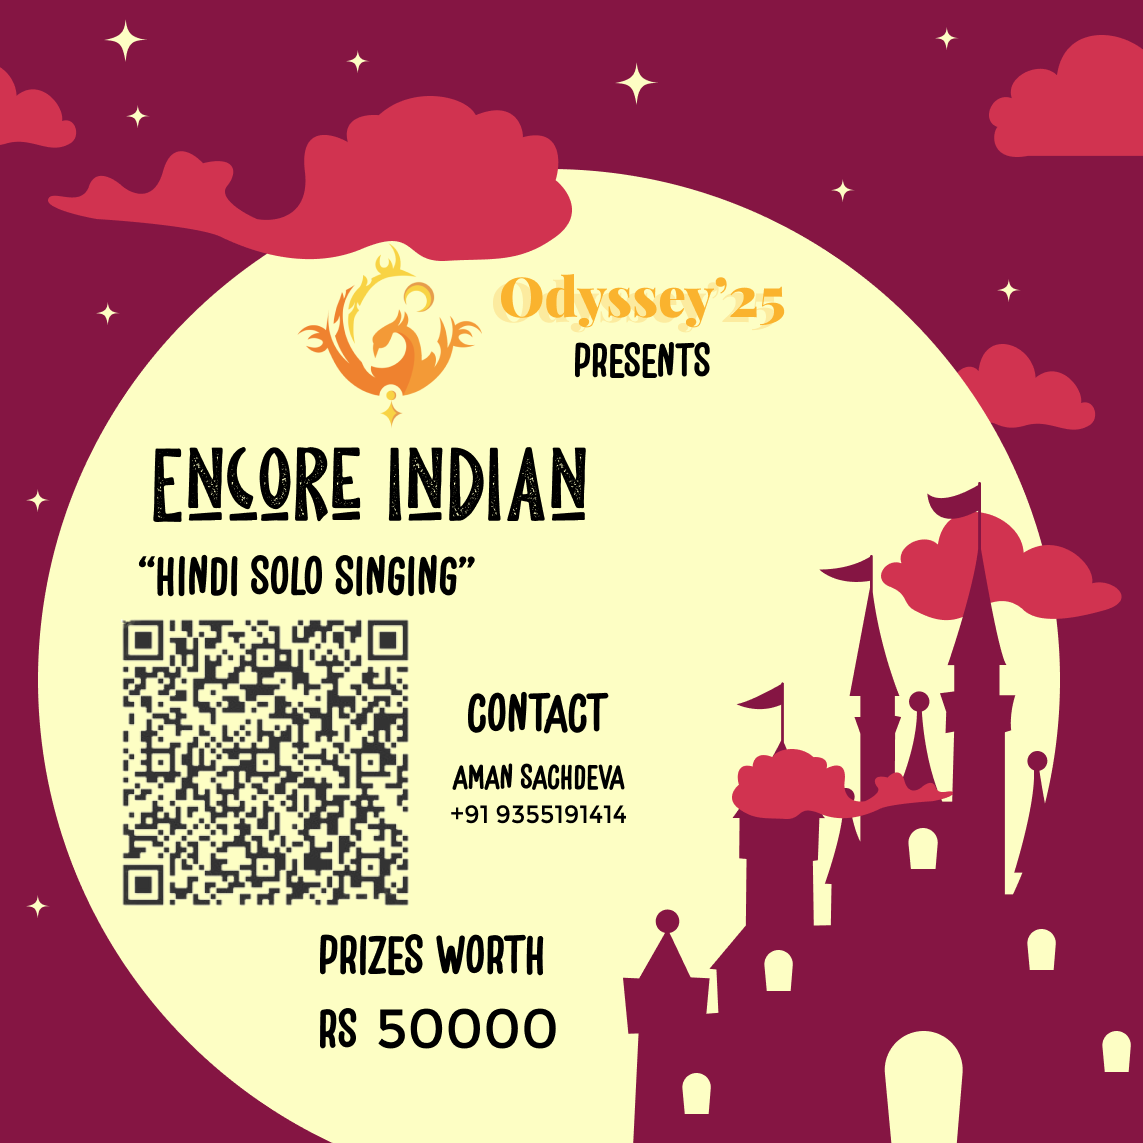 Odyssey'25
PRESENTS
ENCORE INDIAN
“HINDI SOLO SINGING”
CONTACT
AMAN SACHDEVA
+91 9355191414
PRIZES WORTH
RS 50000